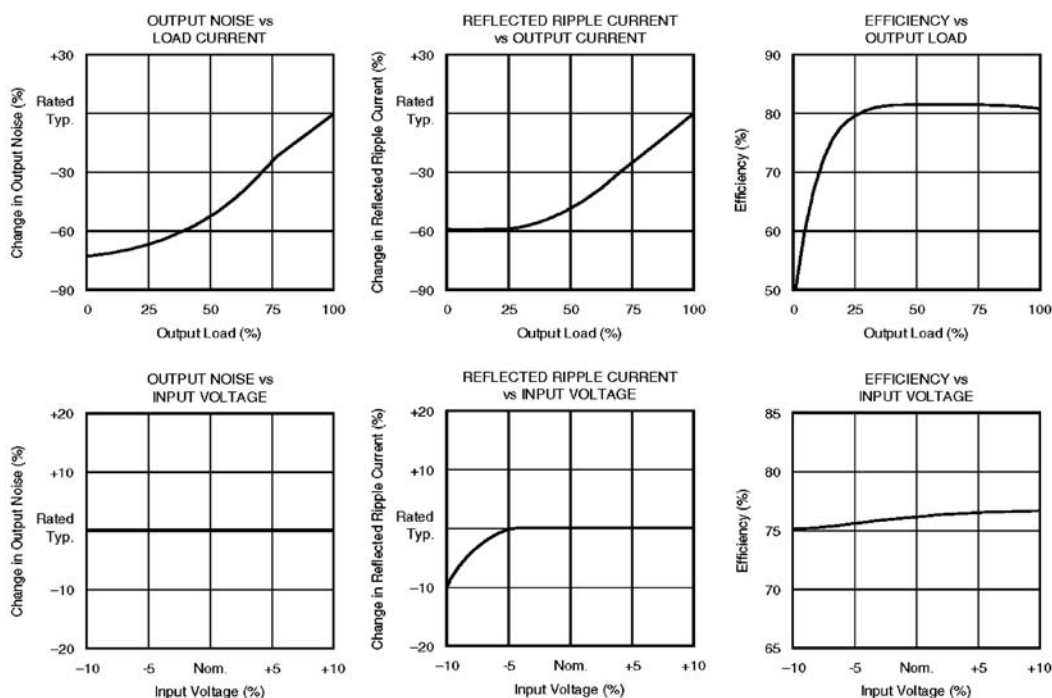 OUTPUT NOISE vs
LOAD CURRENT
Change in Output Noise (%)
+30
Rated
Typ.
−30
−60
−90
0 25 50 75 100
Output Load (%)
REFLECTED RIPPLE CURRENT
vs OUTPUT CURRENT
Change in Reflected Ripple Current (%)
+30
Rated
Typ.
−30
−60
−90
0 25 50 75 100
Output Load (%)
EFFICIENCY vs
OUTPUT LOAD
Efficiency (%)
90
80
70
60
50
0 25 50 75 100
Output Load (%)
OUTPUT NOISE vs
INPUT VOLTAGE
Change in Output Noise (%)
+20
+10
Rated
Typ.
−10
−20
−10 -5 Nom. +5 +10
Input Voltage (%)
REFLECTED RIPPLE CURRENT
vs INPUT VOLTAGE
Change in Reflected Ripple Current (%)
+20
+10
Rated
Typ.
−10
−20
−10 -5 Nom. +5 +10
Input Voltage (%)
EFFICIENCY vs
INPUT VOLTAGE
Efficiency (%)
85
80
75
75
65
−10 -5 Nom. +5 +10
Input Voltage (%)